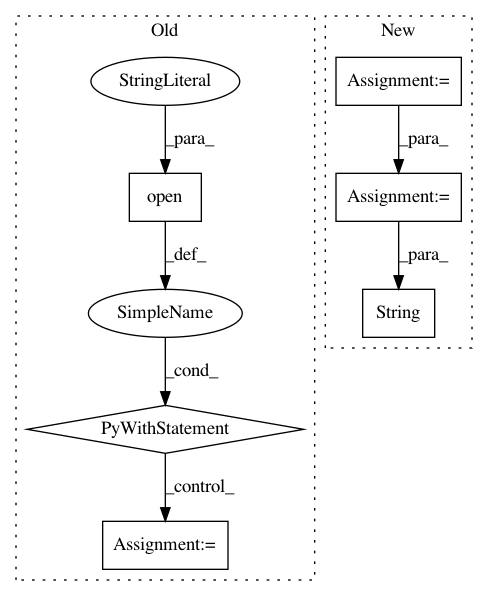 Old
StringLiteral
_para_
open
_def_
SimpleName
_cond_
PyWithStatement
_control_
Assignment:=
New
Assignment:=
_para_
Assignment:=
_para_
String